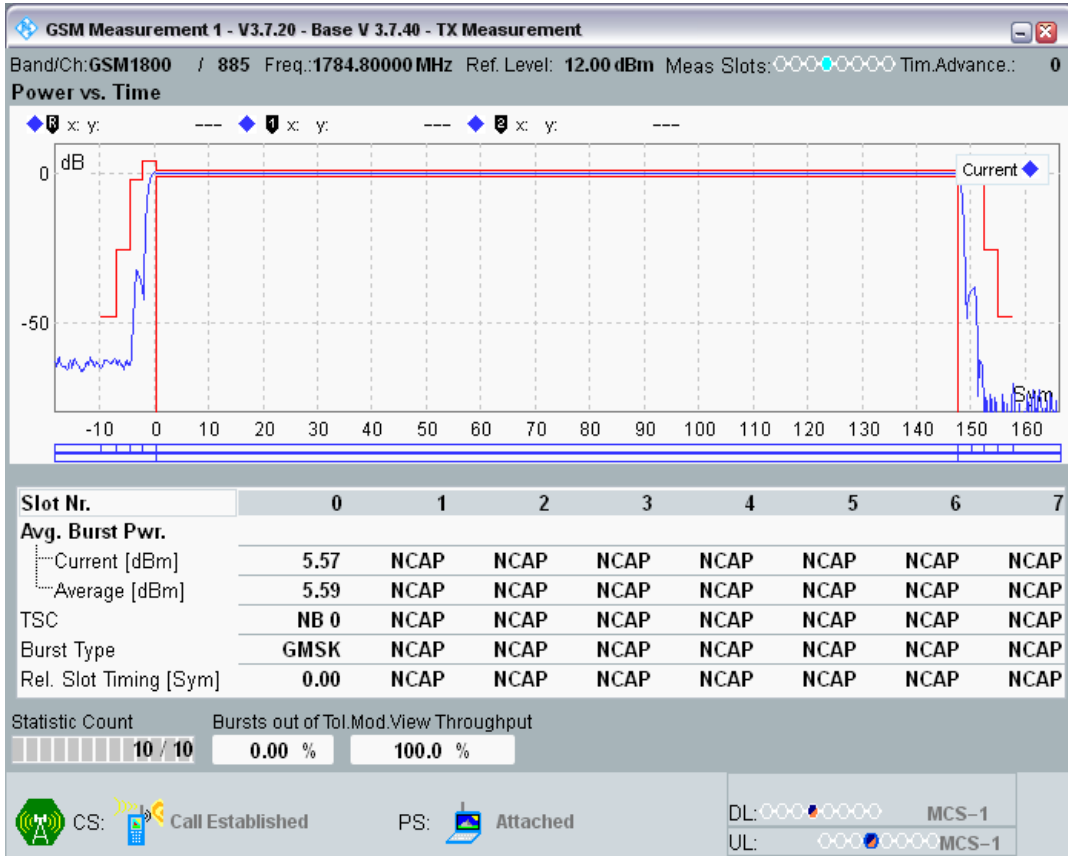 GSM Measurement 1 - V3.7.20 - Base V 3.7.40 - TX Measurement
Band/Ch:GSM1800 / 885 Freq.:1784.80000 MHz Ref. Level: 12.00 dBm Meas Slots: Tim.Advance.: 0
Power vs. Time
R x: y: --- 1 x: y: --- 2 x: y: ---
dB
Current
0
-50
Sym
-10 0 10 20 30 40 50 60 70 80 90 100 110 120 130 140 150 160
Slot Nr. 0 1 2 3 4 5 6 7
Avg. Burst Pwr.
Current [dBm] 5.57 NCAP NCAP NCAP NCAP NCAP NCAP NCAP
Average [dBm] 5.59 NCAP NCAP NCAP NCAP NCAP NCAP NCAP
TSC NB 0 NCAP NCAP NCAP NCAP NCAP NCAP NCAP
Burst Type GMSK NCAP NCAP NCAP NCAP NCAP NCAP NCAP
Rel. Slot Timing [Sym] 0.00 NCAP NCAP NCAP NCAP NCAP NCAP NCAP
Statistic Count Bursts out of Tol.Mod.View Throughput
10 / 10 0.00 % 100.0 %
CS: Call Established PS: Attached
DL: MCS-1
UL: MCS-1